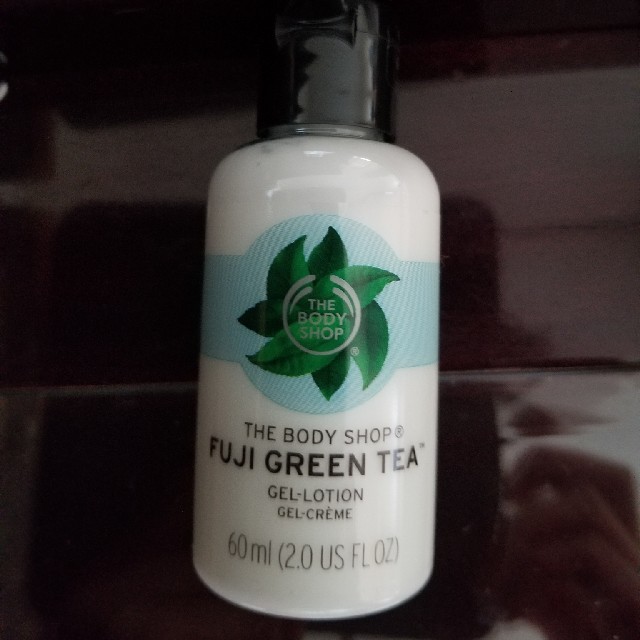 THE
BODY
SHOP
®
THE BODY SHOP®
FUJI GREEN TEA™
GEL-LOTION
GEL-CRÈME
60 ml (2.0 US FL OZ)